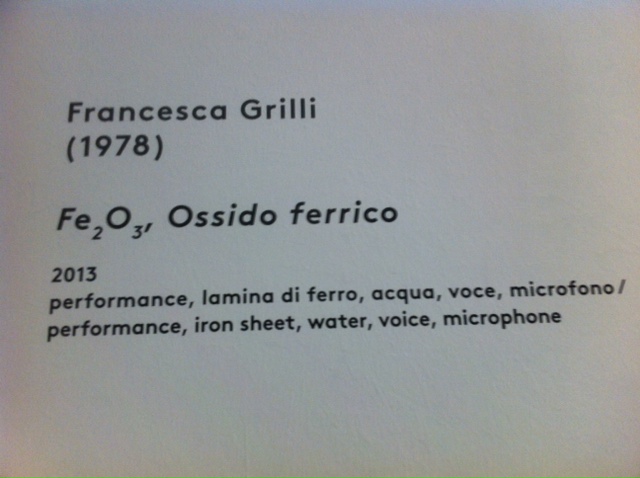 Francesca Grilli
(1978)
Fe₂O₃, Ossido ferrico
2013
performance, lamina di ferro, acqua, voce, microfono/
performance, iron sheet, water, voice, microphone